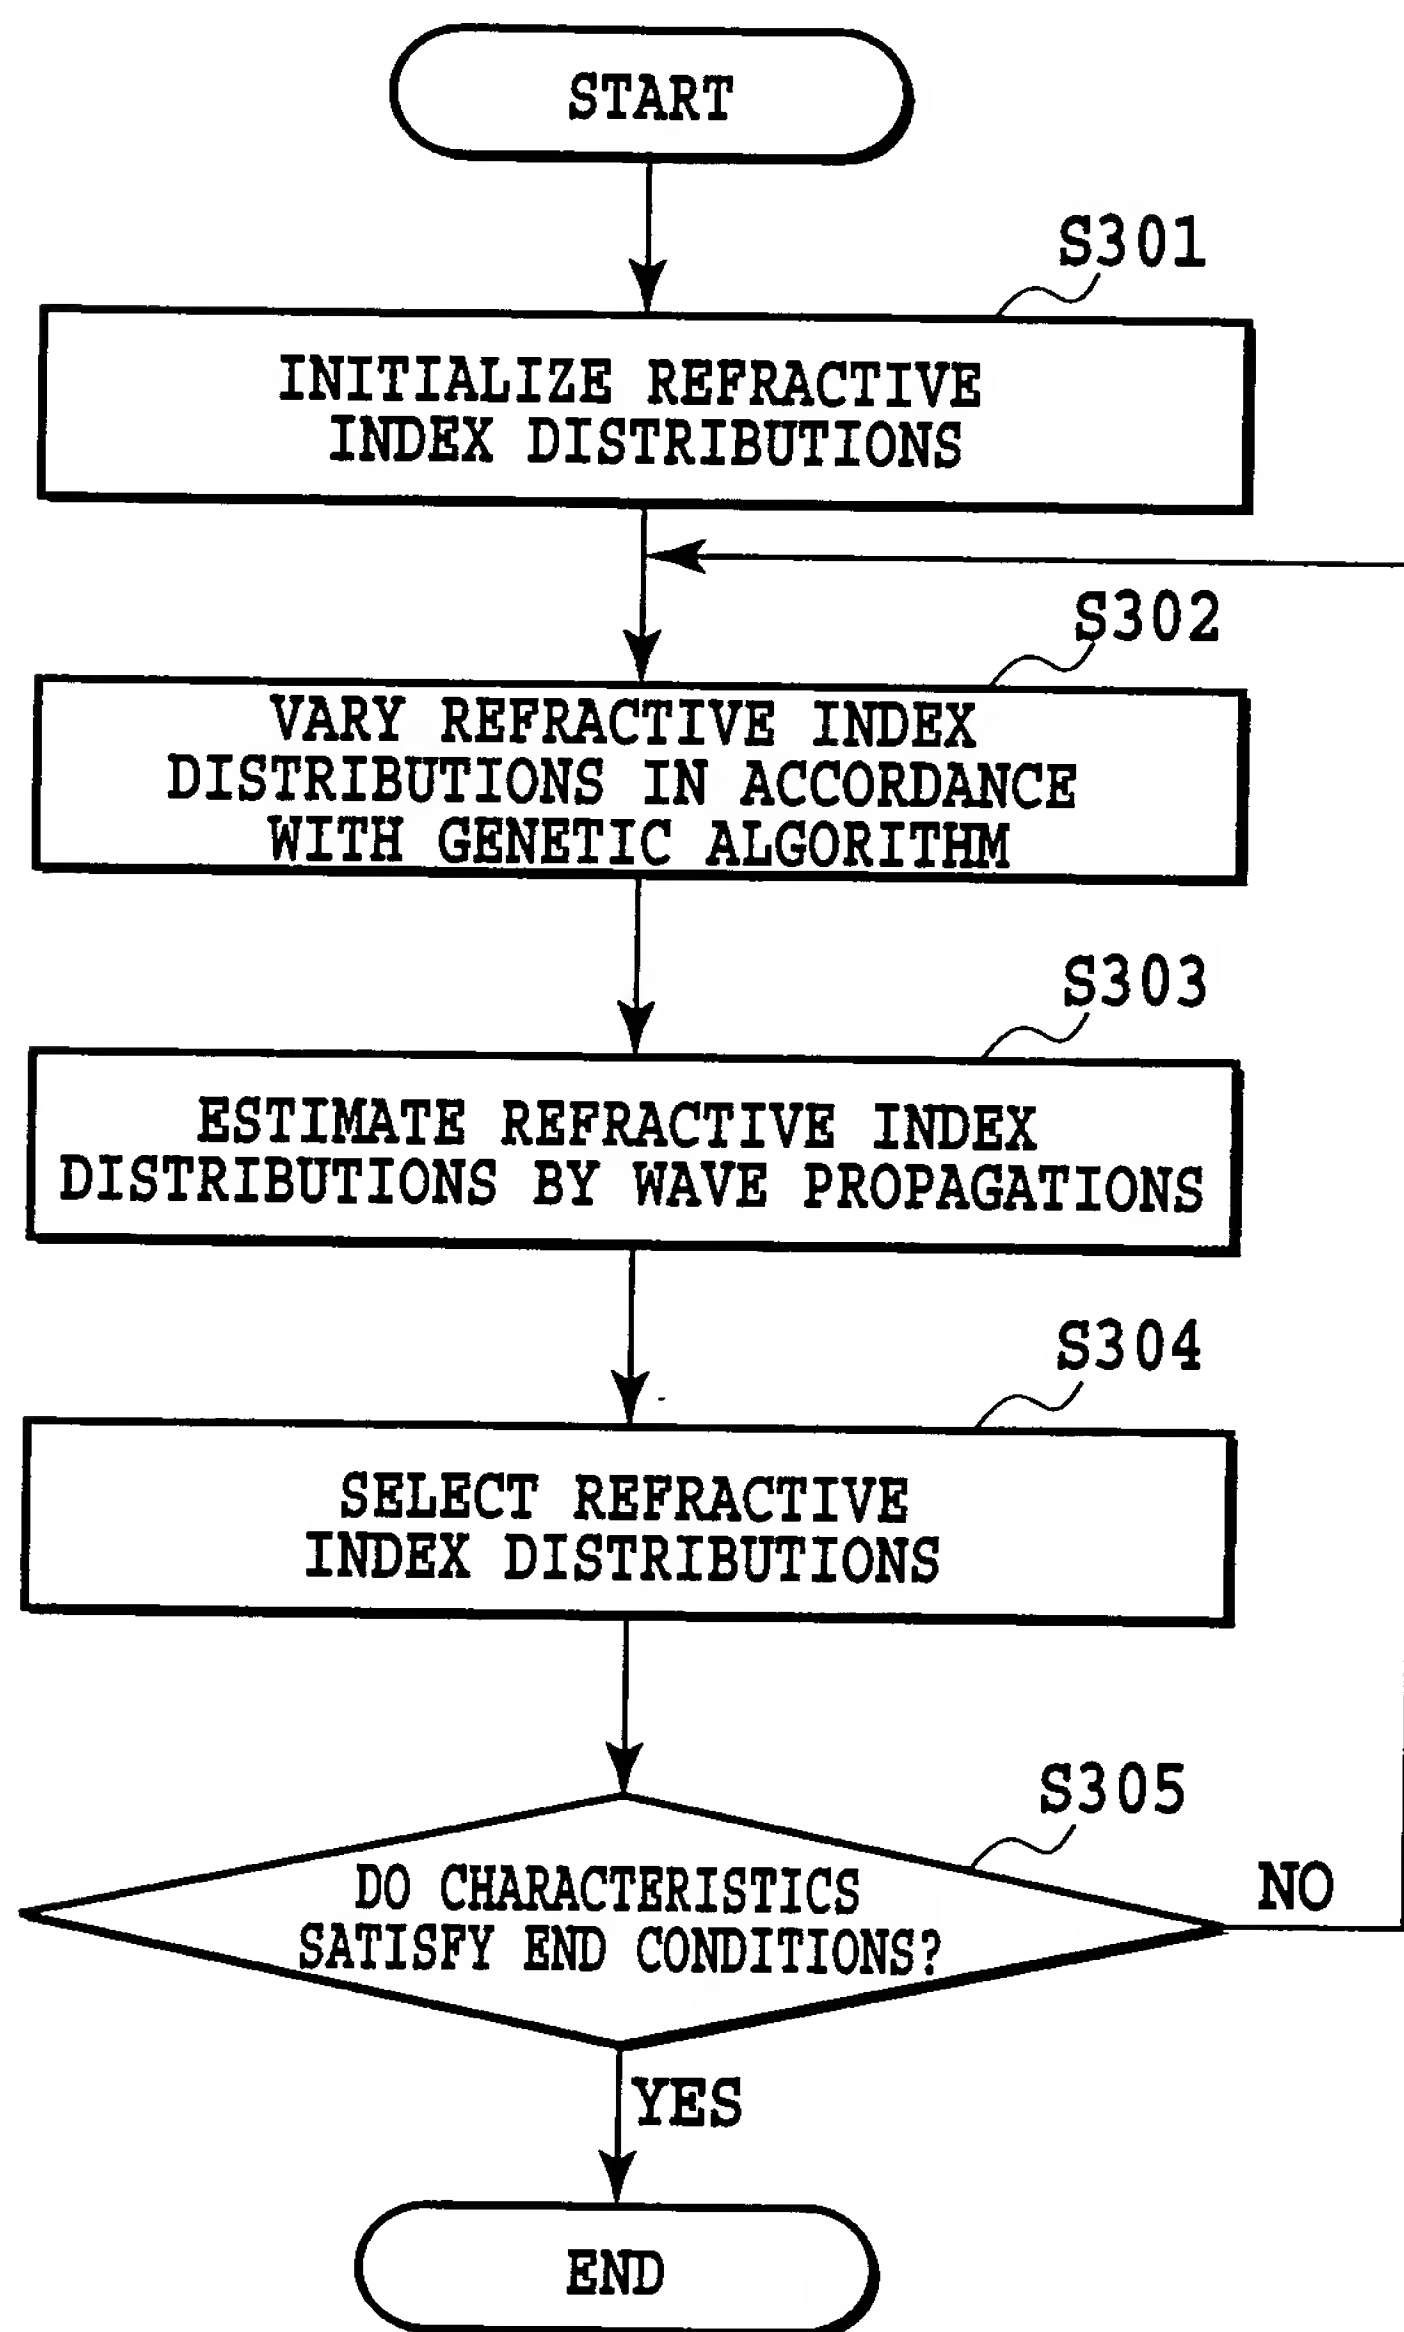 START
S301
INITIALIZE REFRACTIVE
INDEX DISTRIBUTIONS
S302
VARY REFRACTIVE INDEX
DISTRIBUTIONS IN ACCORDANCE
WITH GENETIC ALGORITHM
S303
ESTIMATE REFRACTIVE INDEX
DISTRIBUTIONS BY WAVE PROPAGATIONS
S304
SELECT REFRACTIVE
INDEX DISTRIBUTIONS
S305
DO CHARACTERISTICS
SATISFY END CONDITIONS?
NO
YES
END